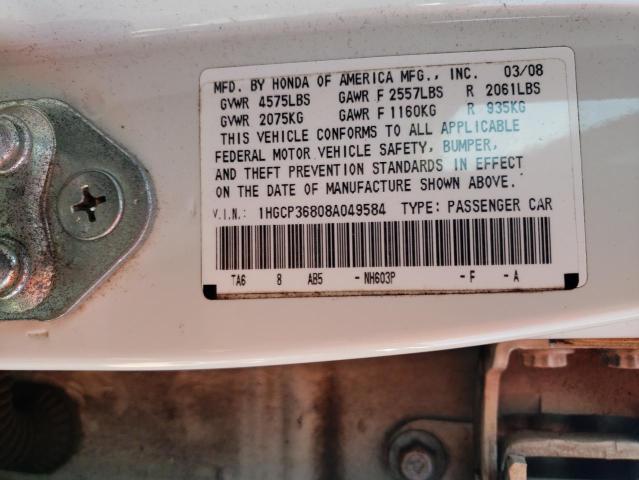 MFD. BY HONDA OF AMERICA MFG., INC. 03/08
GVWR 4575LBS GAWR F 2557LBS R 2061LBS
GVWR 2075KG GAWR F 1160KG R 935KG
THIS VEHICLE CONFORMS TO ALL APPLICABLE
FEDERAL MOTOR VEHICLE SAFETY, BUMPER,
AND THEFT PREVENTION STANDARDS IN EFFECT
ON THE DATE OF MANUFACTURE SHOWN ABOVE.
V.I.N.: 1HGCP36808A049584 TYPE: PASSENGER CAR
TA6 8 AB5 -NH603P -F -A